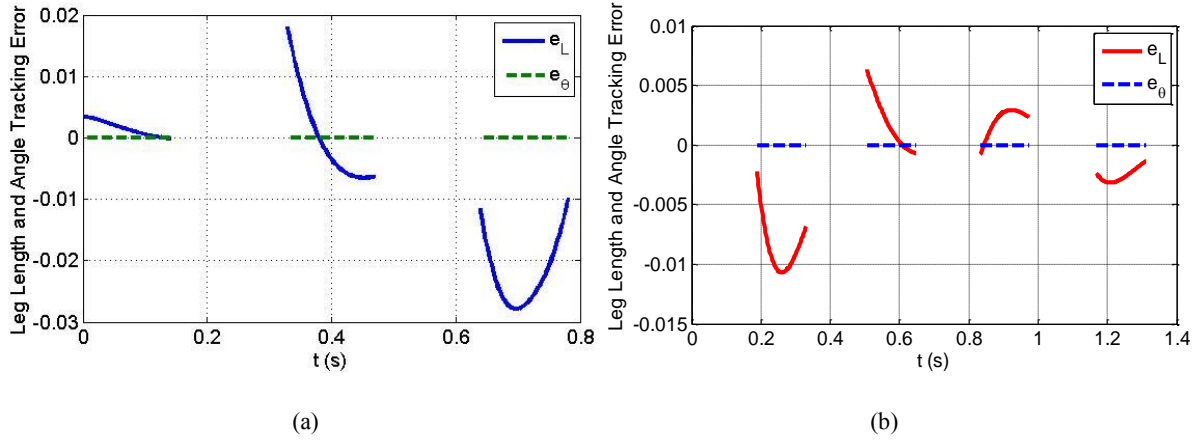 Leg Length and Angle Tracking Error
0.02
0.01
0
-0.01
-0.02
-0.03
0
0.2
0.4
0.6
0.8
t (s)
e_L
e_θ
(a)
Leg Length and Angle Tracking Error
0.01
0.005
0
-0.005
-0.01
-0.015
0
0.2
0.4
0.6
0.8
1
1.2
1.4
t (s)
e_L
e_θ
(b)